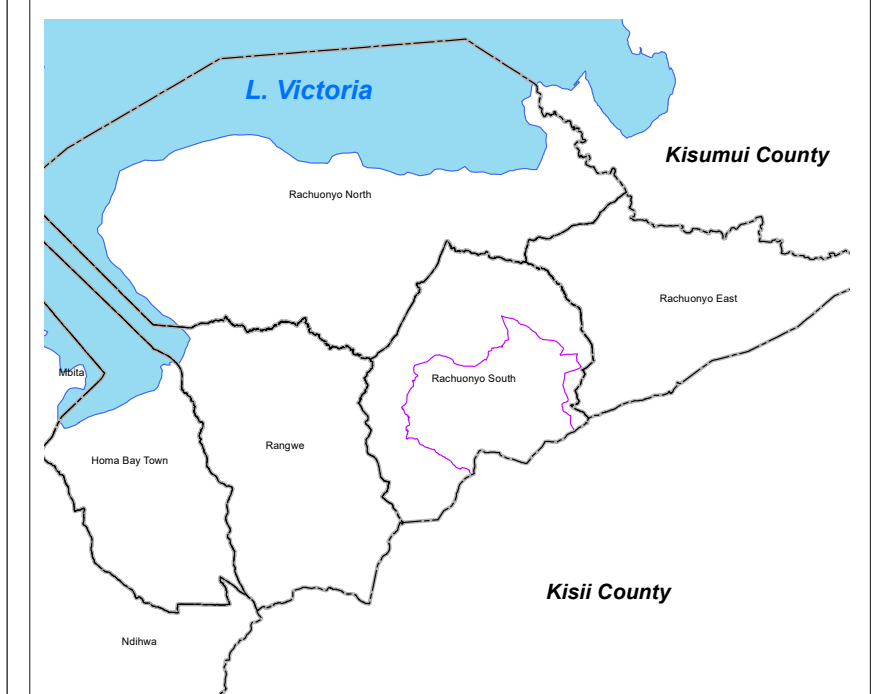 L. Victoria
Kisumui County
Rachuonyo North
Rachuonyo East
Mbita
Rachuonyo South
Rangwe
Homa Bay Town
Kisii County
Ndihwa